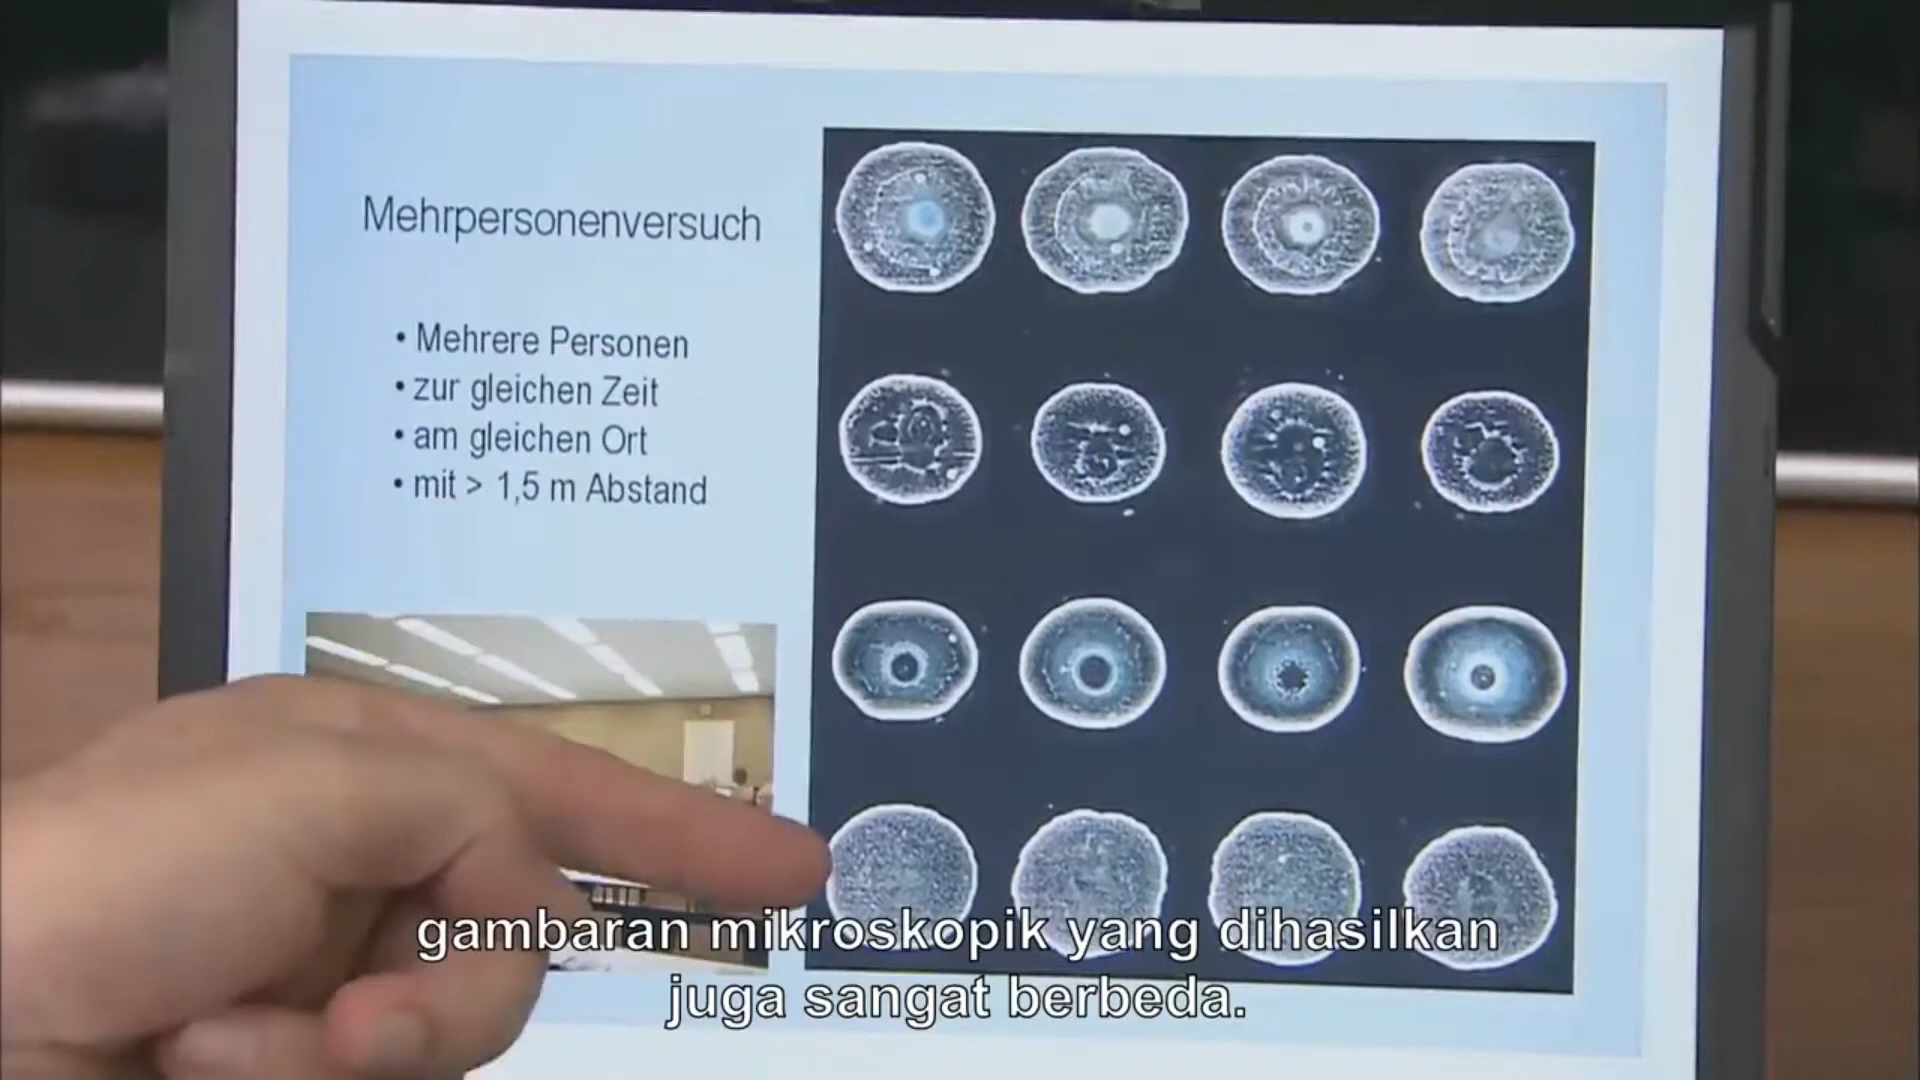 Mehrpersonenversuch
• Mehrere Personen
• zur gleichen Zeit
• am gleichen Ort
• mit > 1,5 m Abstand
gambaran mikroskopik yang dihasilkan
juga sangat berbeda.